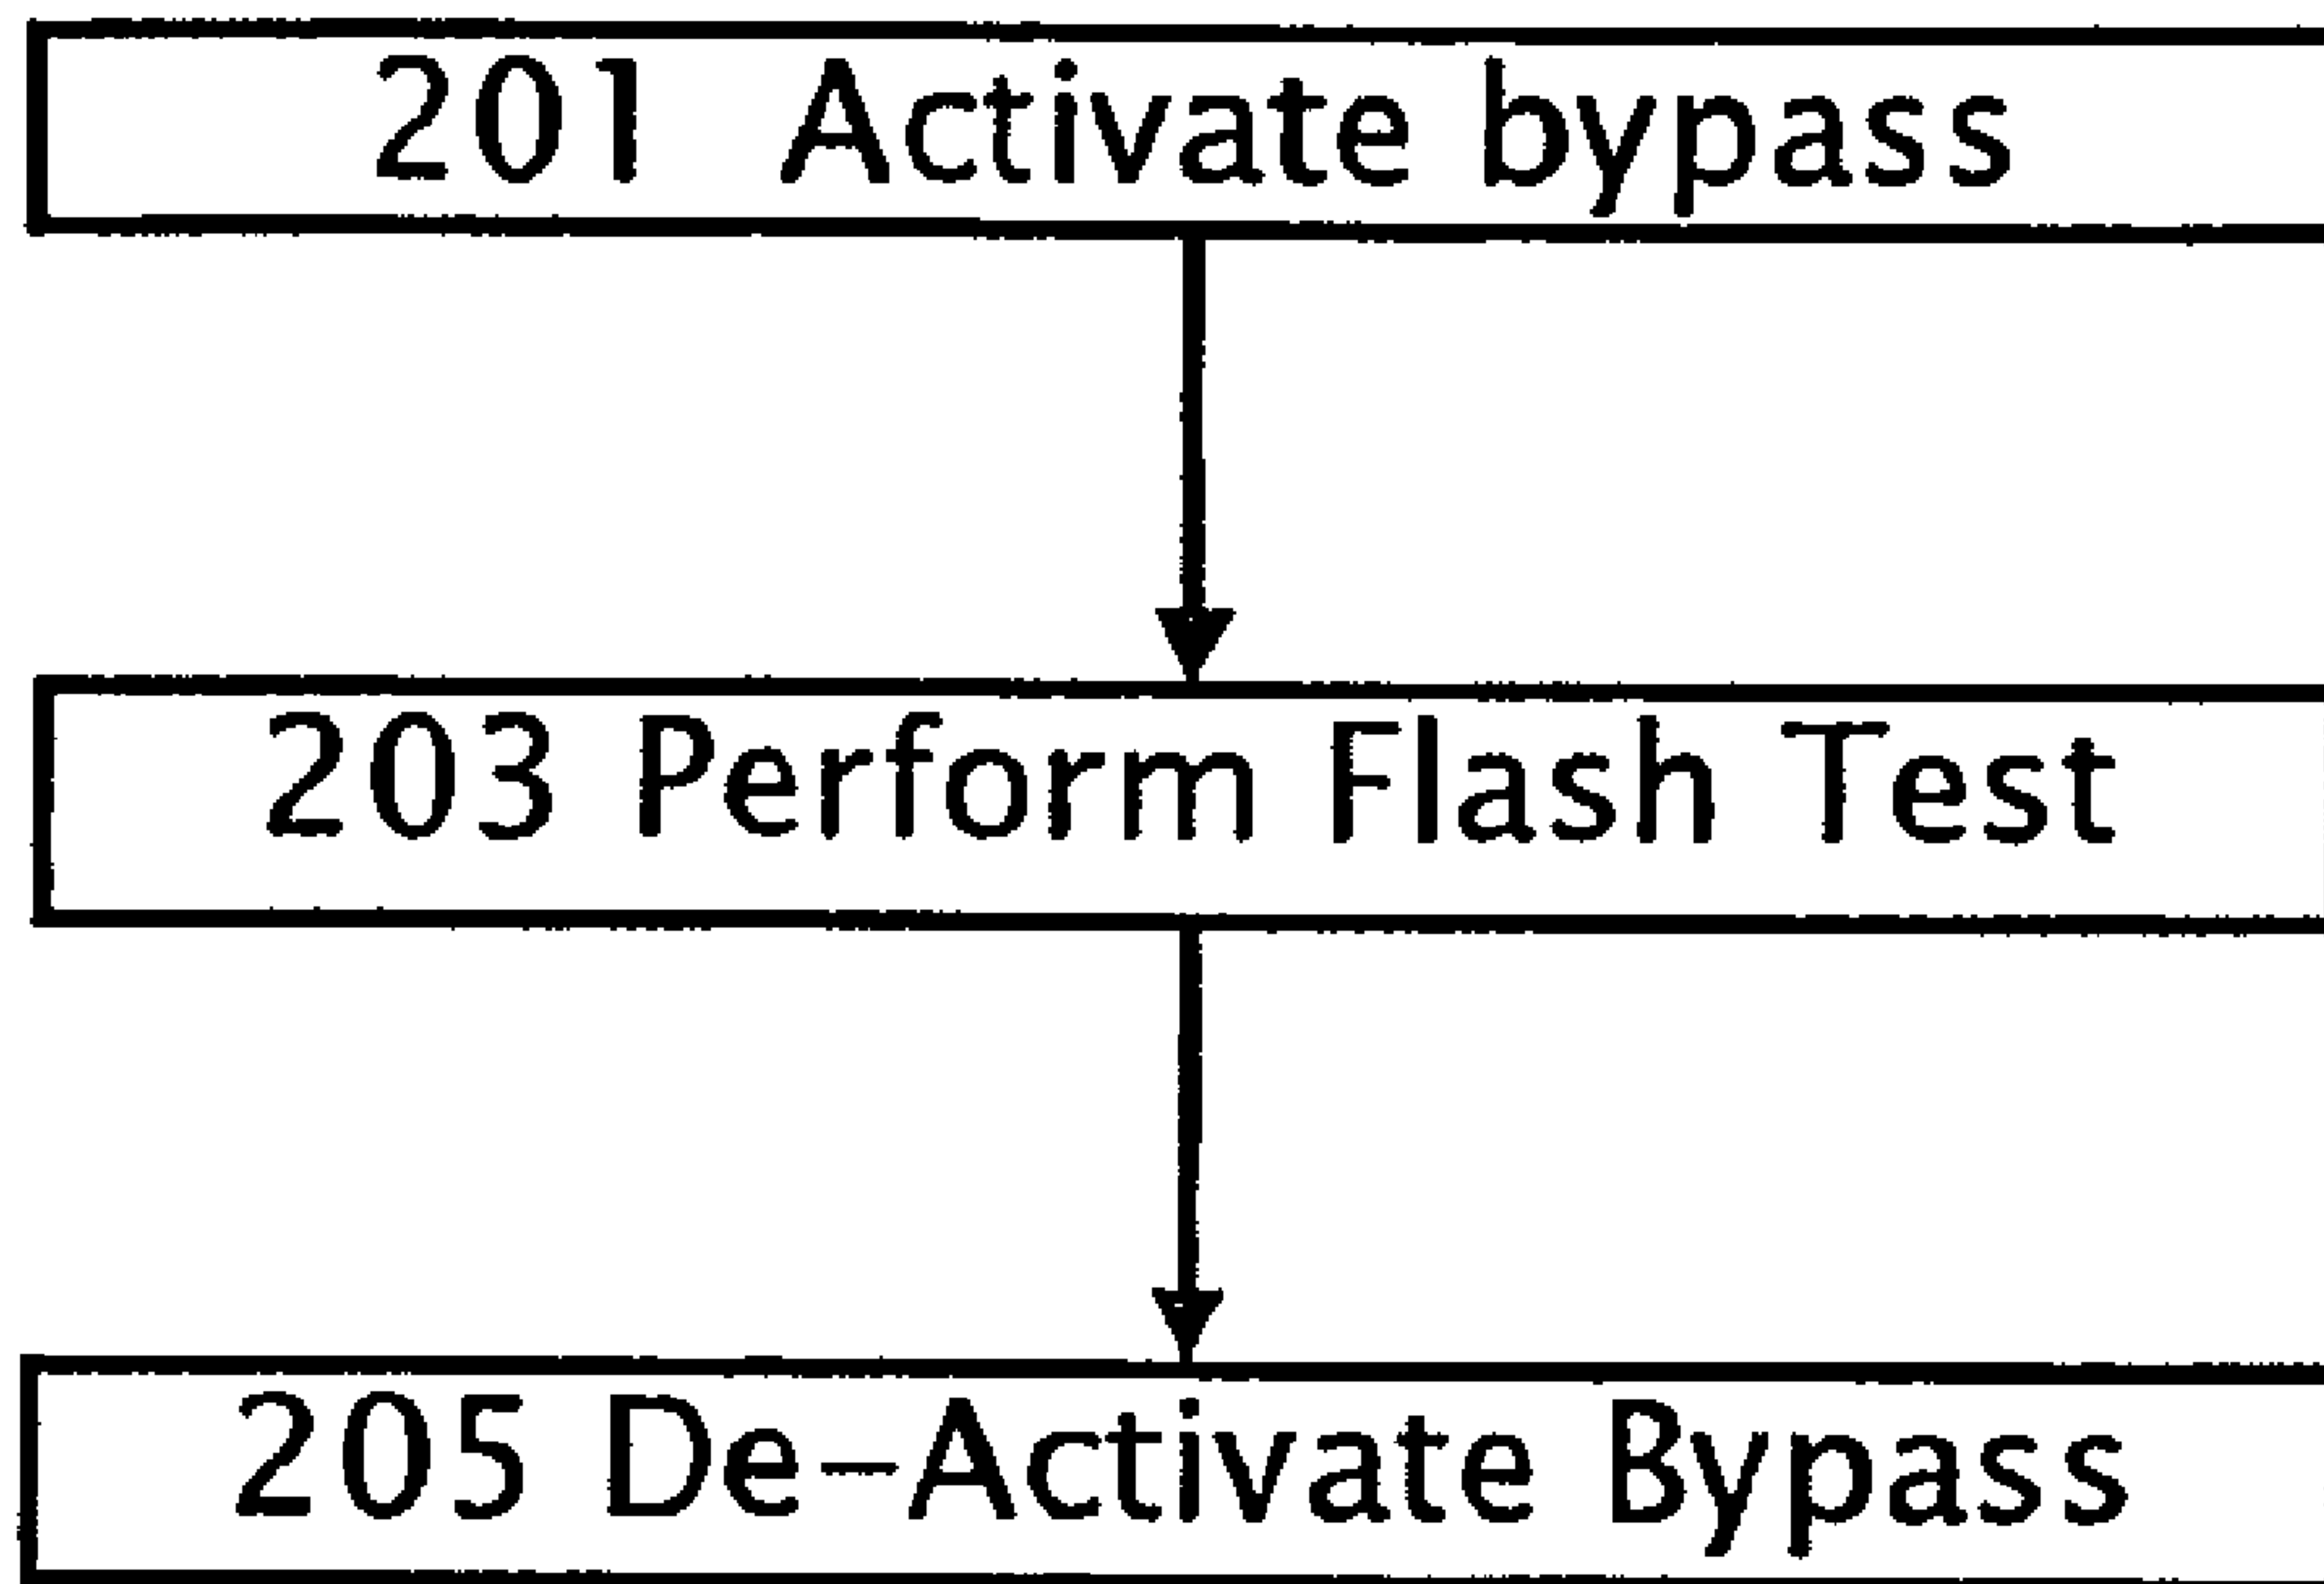 201 Activate bypass
203 Perform Flash Test
205 De-Activate Bypass